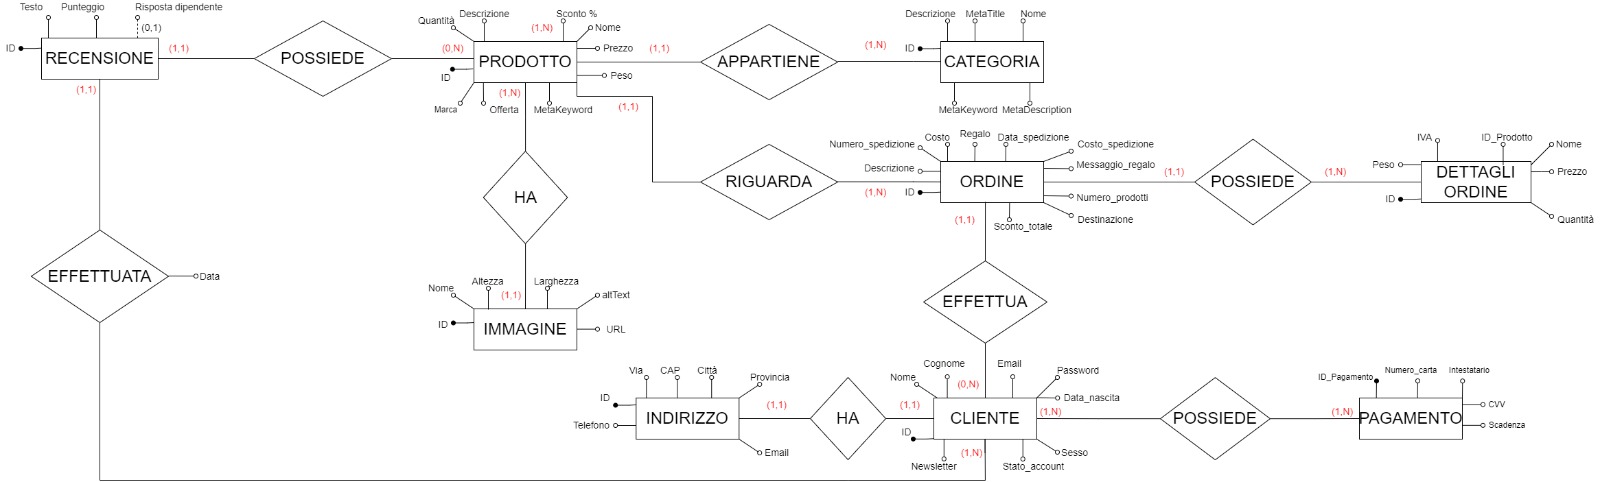 Testo
Punteggio
Risposta dipendente
(0,1)
ID
RECENSIONE
(1,1)
(1,1)
POSSIEDE
(0,N)
Quantità
Descrizione
(1,N)
Sconto %
Nome
Prezzo
Peso
ID
PRODOTTO
Marca
Offerta
MetaKeyword
(1,N)
(1,1)
(1,1)
APPARTIENE
(1,N)
Descrizione
MetaTitle
Nome
ID
CATEGORIA
MetaKeyword
MetaDescription
HA
RIGUARDA
(1,N)
Numero_spedizione
Costo
Regalo
Data_spedizione
Costo_spedizione
Messaggio_regalo
Descrizione
ID
ORDINE
Numero_prodotti
Destinazione
Sconto_totale
(1,1)
(1,1)
POSSIEDE
(1,N)
IVA
ID_Prodotto
Nome
Peso
Prezzo
ID
DETTAGLI
ORDINE
Quantità
EFFETTUATA
Data
Nome
Altezza
(1,1)
Larghezza
altText
ID
IMMAGINE
URL
EFFETTUA
Via
CAP
Città
Provincia
ID
Telefono
INDIRIZZO
Email
(1,1)
HA
(1,1)
Nome
Cognome
(0,N)
Email
Password
Data_nascita
CLIENTE
(1,N)
ID
Newsletter
(1,N)
Stato_account
Sesso
POSSIEDE
(1,N)
ID_Pagamento
Numero_carta
Intestatario
CVV
Scadenza
PAGAMENTO